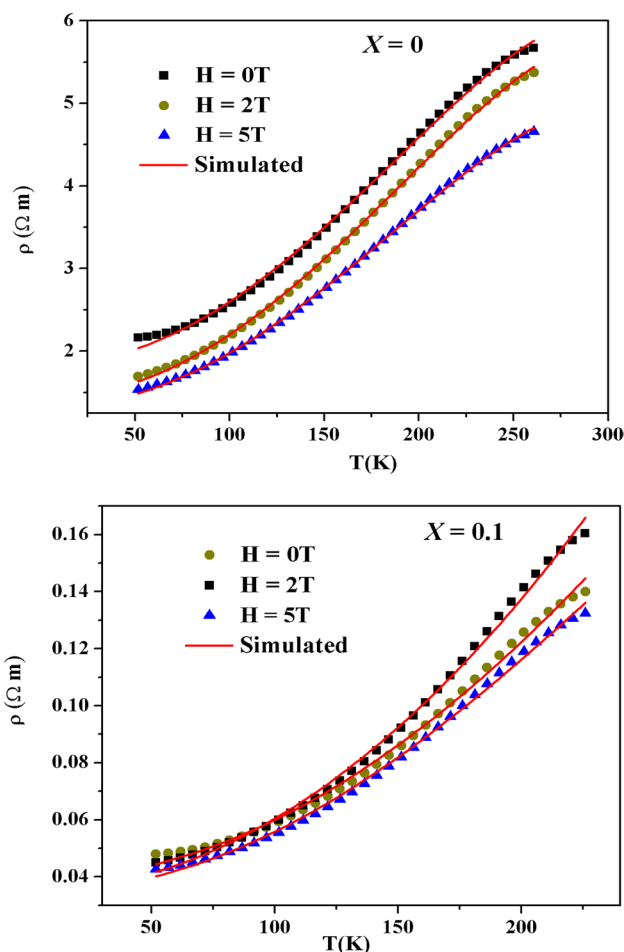 X = 0
H = 0T
H = 2T
H = 5T
Simulated
ρ (Ω m)
6
5
4
3
2
50 100 150 200 250 300
T(K)
X = 0.1
H = 0T
H = 2T
H = 5T
Simulated
ρ (Ω m)
0.16
0.14
0.12
0.10
0.08
0.06
0.04
50 100 150 200
T(K)